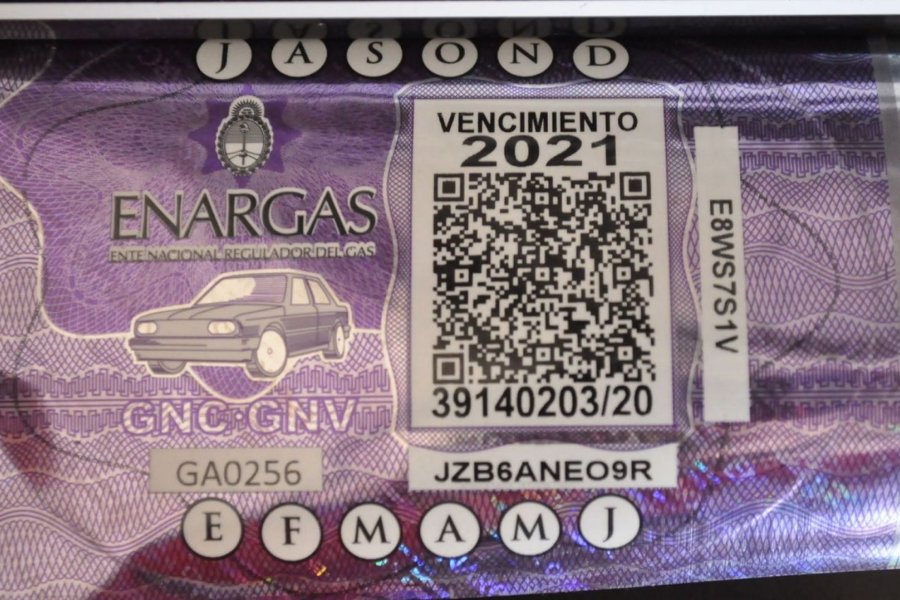 J A S O N D
VENCIMIENTO
2021
ENARGAS
ENTE NACIONAL REGULADOR DEL GAS
E8WS7S1V
39140203/20
GNC·GNV
GA0256
JZB6ANEO9R
E F M A M J